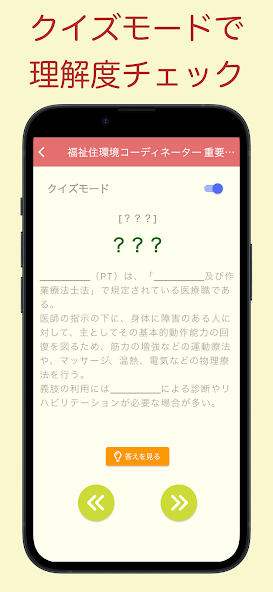 クイズモードで
理解度チェック
福祉住環境コーディネーター 重要…
クイズモード
[？？？]
？？？
________（PT）は、「________及び作
業療法士法」で規定されている医療職であ
る。
医師の指示の下に、身体に障害のある人に
対して、主としてその基本的動作能力の回
復を図るため、筋力の増強などの運動療法
や、マッサージ、温熱、電気などの物理療
法を行う。
義肢の利用には________による診断やリ
ハビリテーションが必要な場合が多い。
答えを見る